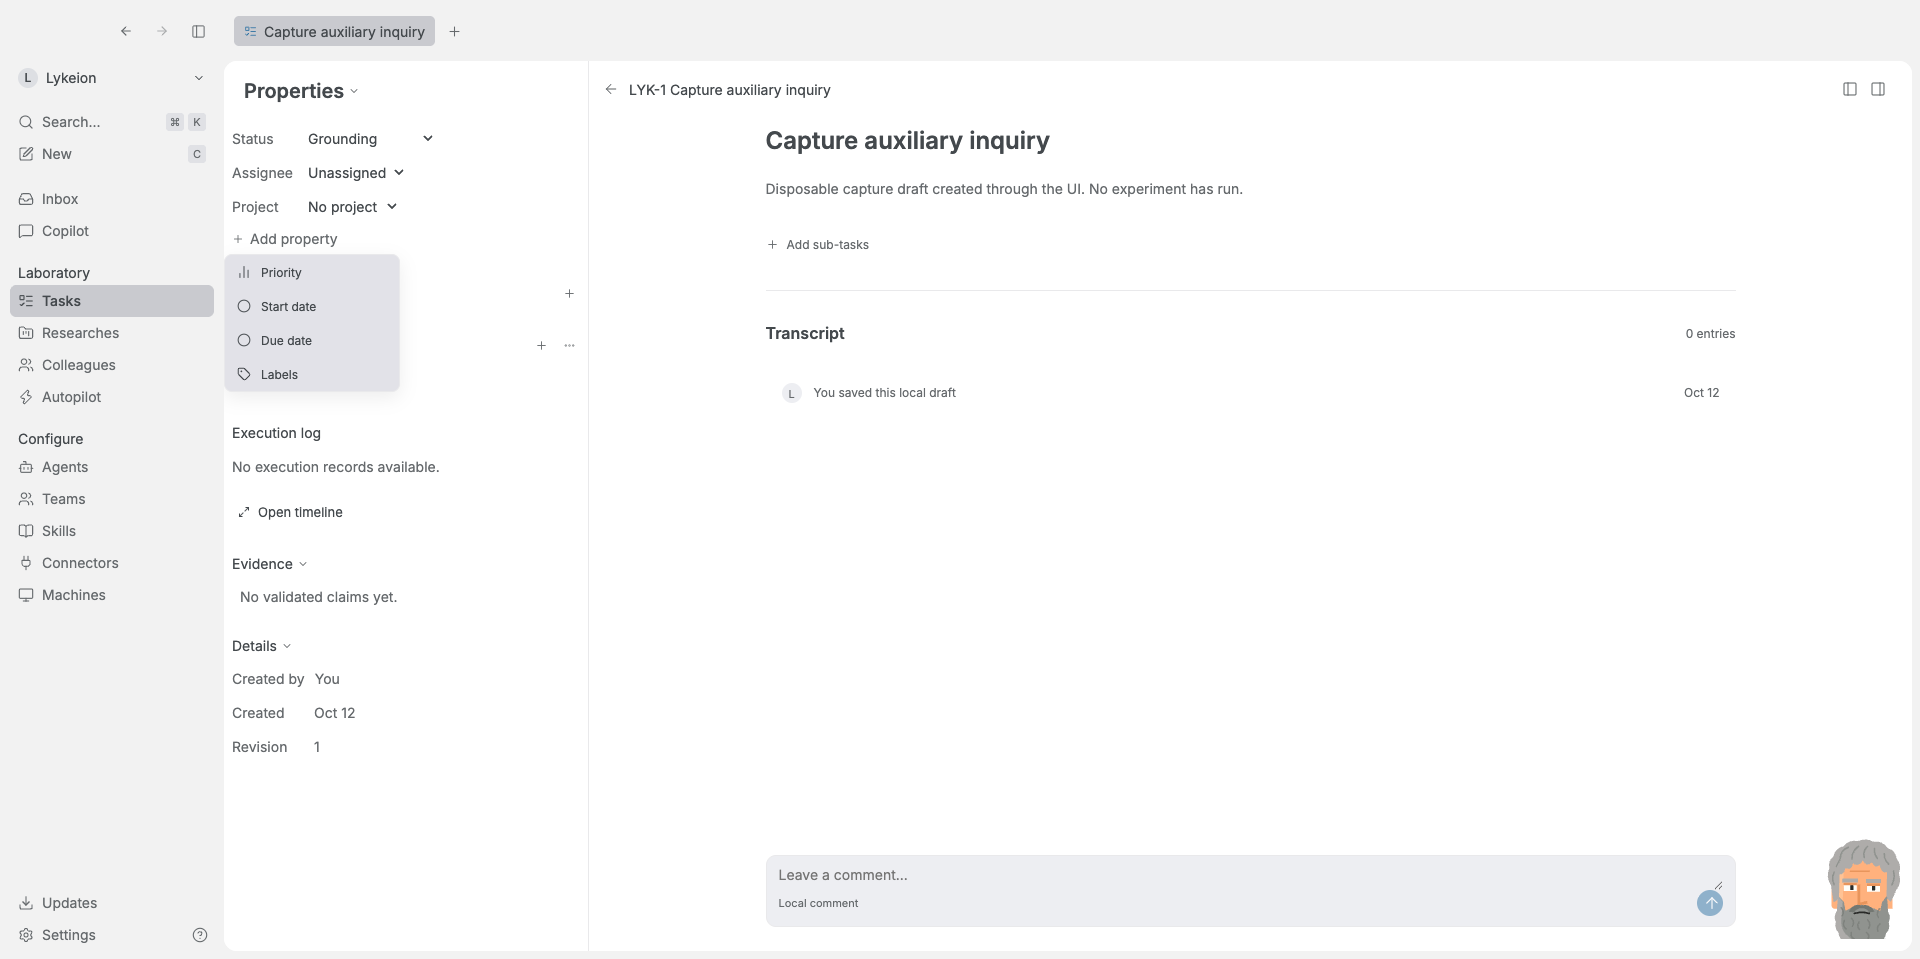 Capture auxiliary inquiry
L Lykeion
Search... ⌘ K
New C
Inbox
Copilot
Laboratory
Tasks
Researches
Colleagues
Autopilot
Configure
Agents
Teams
Skills
Connectors
Machines
Updates
Settings
Properties
Status Grounding
Assignee Unassigned
Project No project
+ Add property
Priority
Start date
Due date
Labels
Execution log
No execution records available.
Open timeline
Evidence
No validated claims yet.
Details
Created by You
Created Oct 12
Revision 1
LYK-1 Capture auxiliary inquiry
Capture auxiliary inquiry
Disposable capture draft created through the UI. No experiment has run.
+ Add sub-tasks
Transcript 0 entries
L You saved this local draft Oct 12
Leave a comment...
Local comment